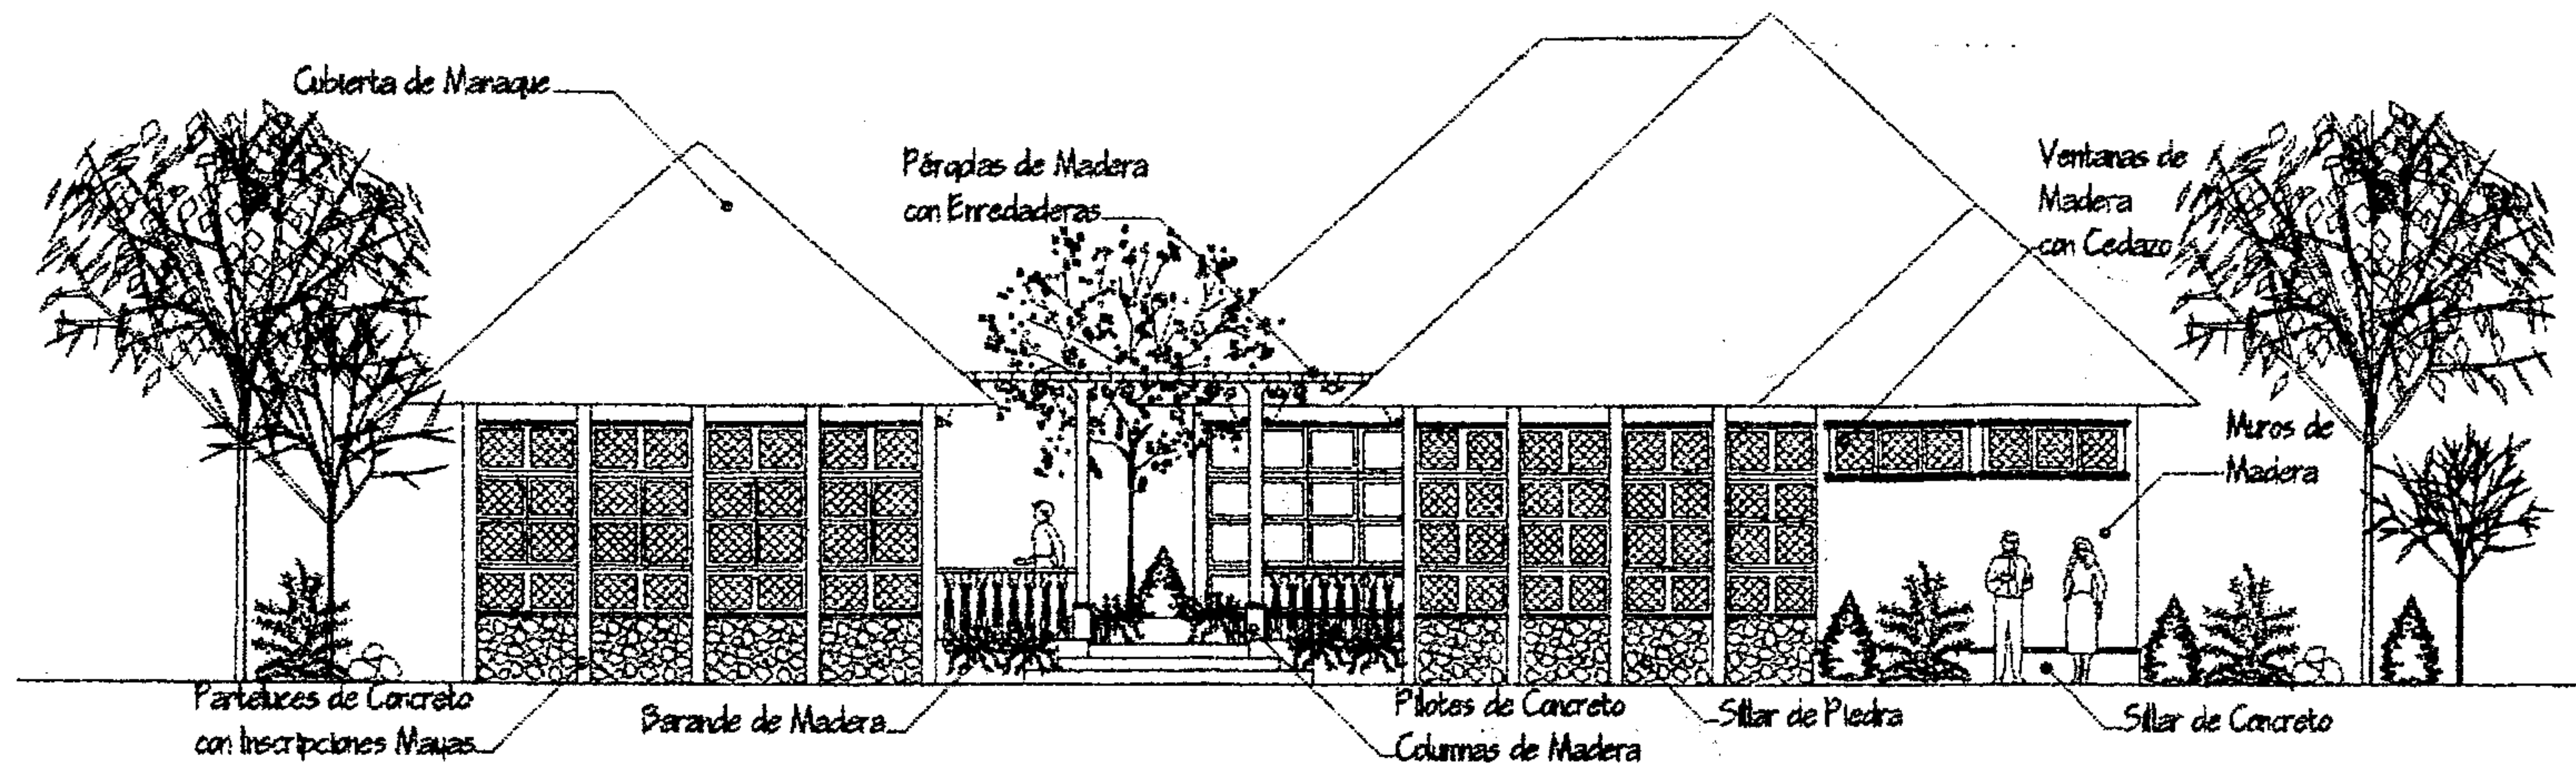 Cubierta de Manaque
Pérgolas de Madera
con Enredaderas
Ventanas de
Madera
con Cedazo
Muros de
Madera
Parteluces de Concreto
con Inscripciones Mayas
Barande de Madera
Pilotes de Concreto
Columnas de Madera
Sillar de Piedra
Sillar de Concreto